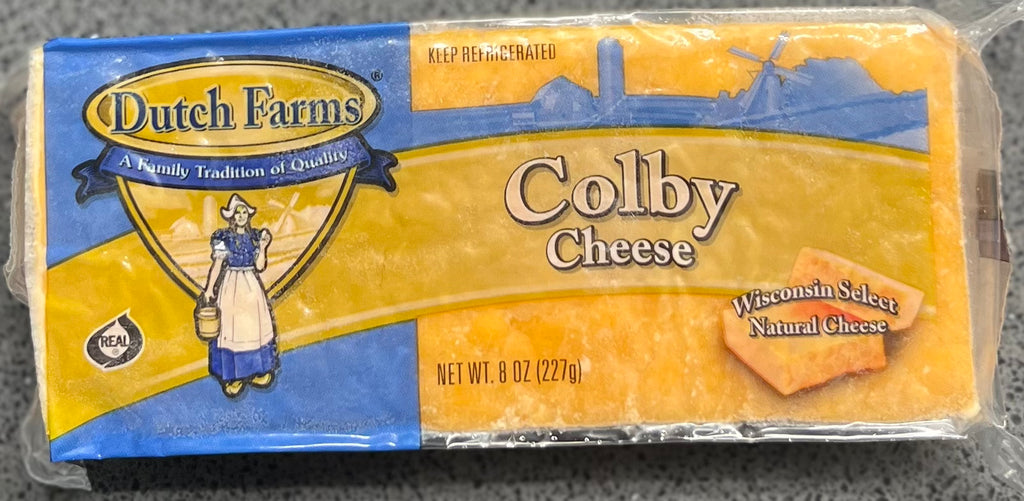 KEEP REFRIGERATED
Dutch Farms®
A Family Tradition of Quality
Colby
Cheese
Wisconsin Select
Natural Cheese
REAL
®
NET WT. 8 OZ (227g)